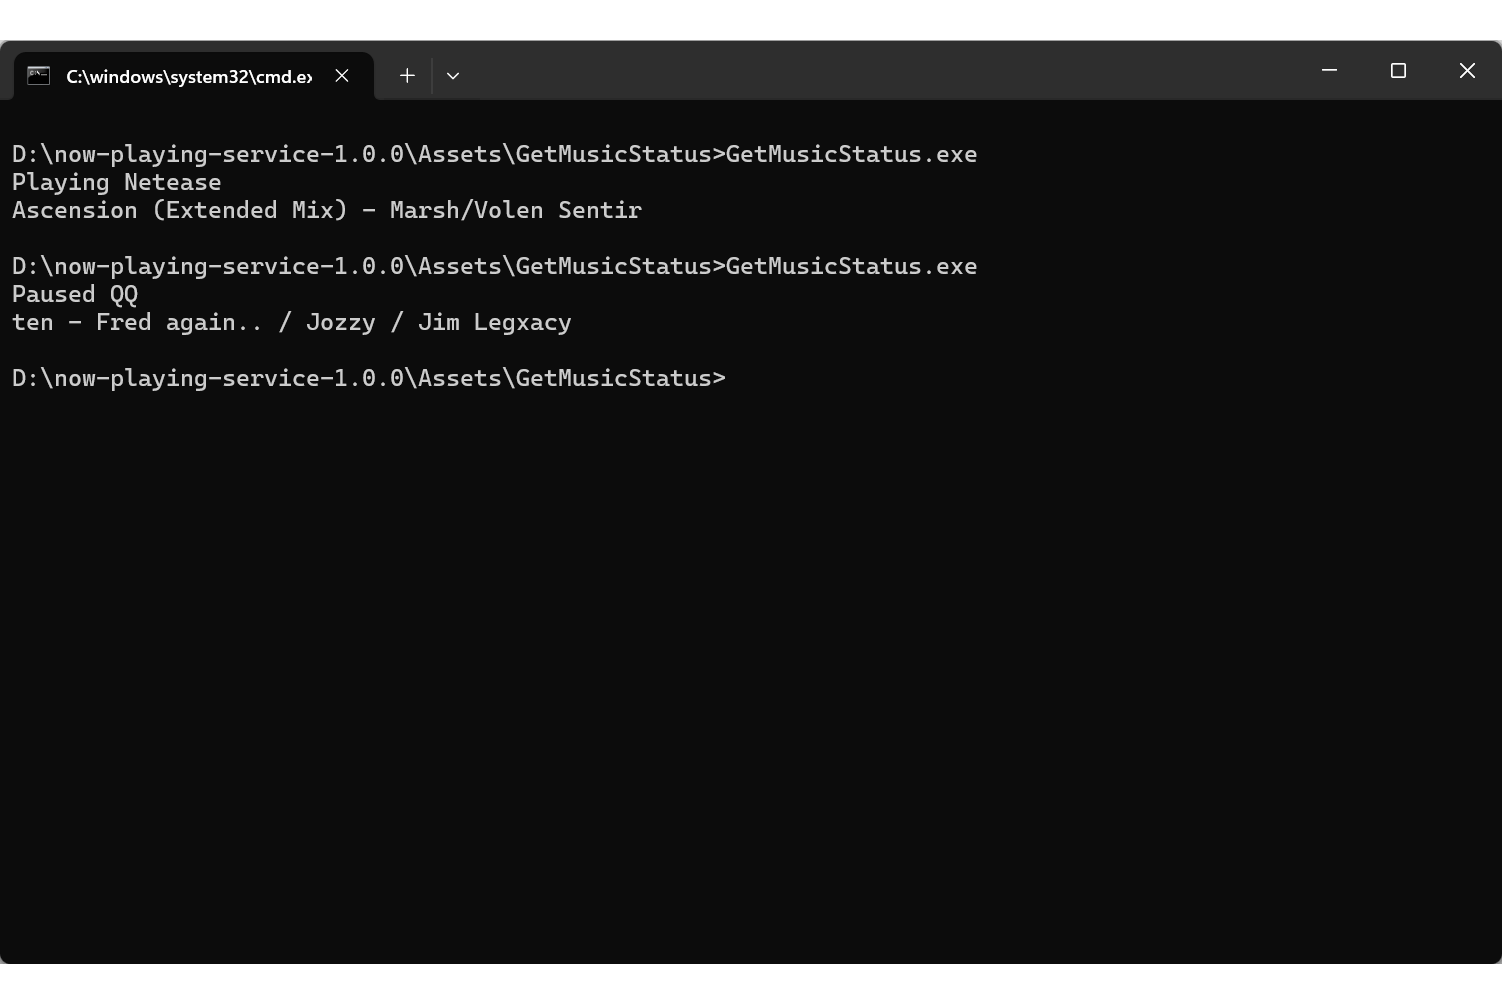 C:\windows\system32\cmd.ex
D:\now-playing-service-1.0.0\Assets\GetMusicStatus>GetMusicStatus.exe
Playing Netease
Ascension (Extended Mix) - Marsh/Volen Sentir
D:\now-playing-service-1.0.0\Assets\GetMusicStatus>GetMusicStatus.exe
Paused QQ
ten - Fred again.. / Jozzy / Jim Legxacy
D:\now-playing-service-1.0.0\Assets\GetMusicStatus>